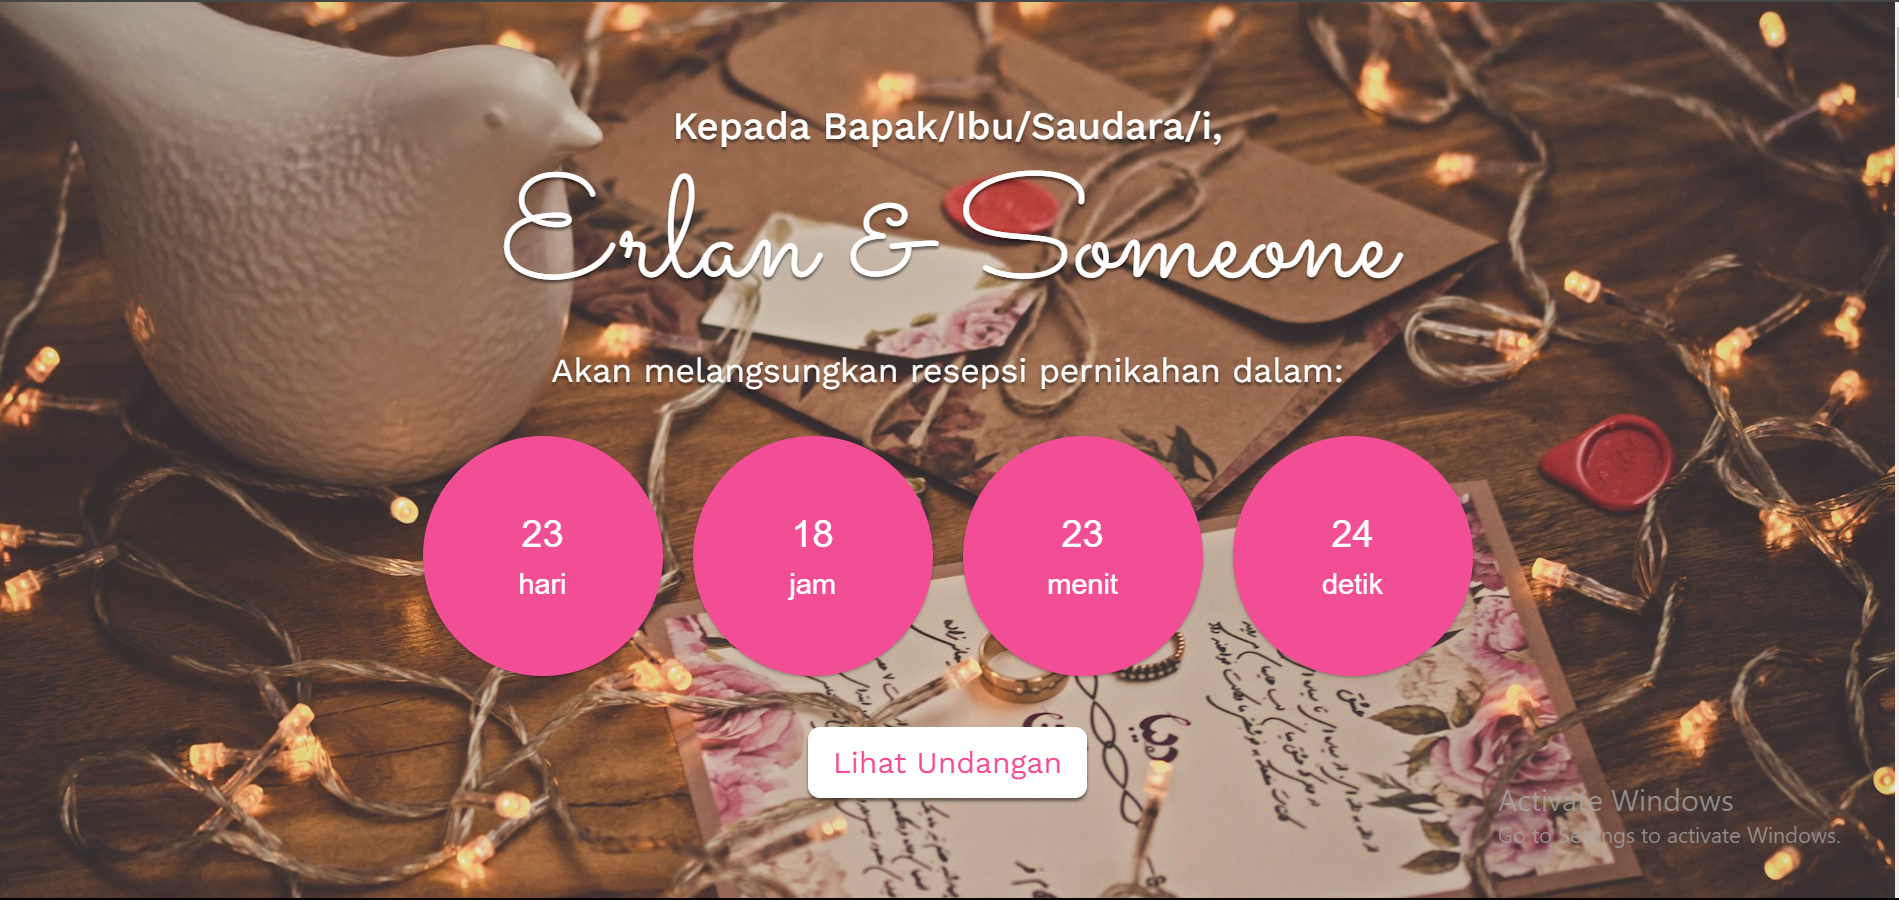 Kepada Bapak/Ibu/Saudara/i,
Erlan & Someone
Akan melangsungkan resepsi pernikahan dalam:
23 18 23 24
hari jam menit detik
Lihat Undangan
Activate Windows
Go to Settings to activate Windows.